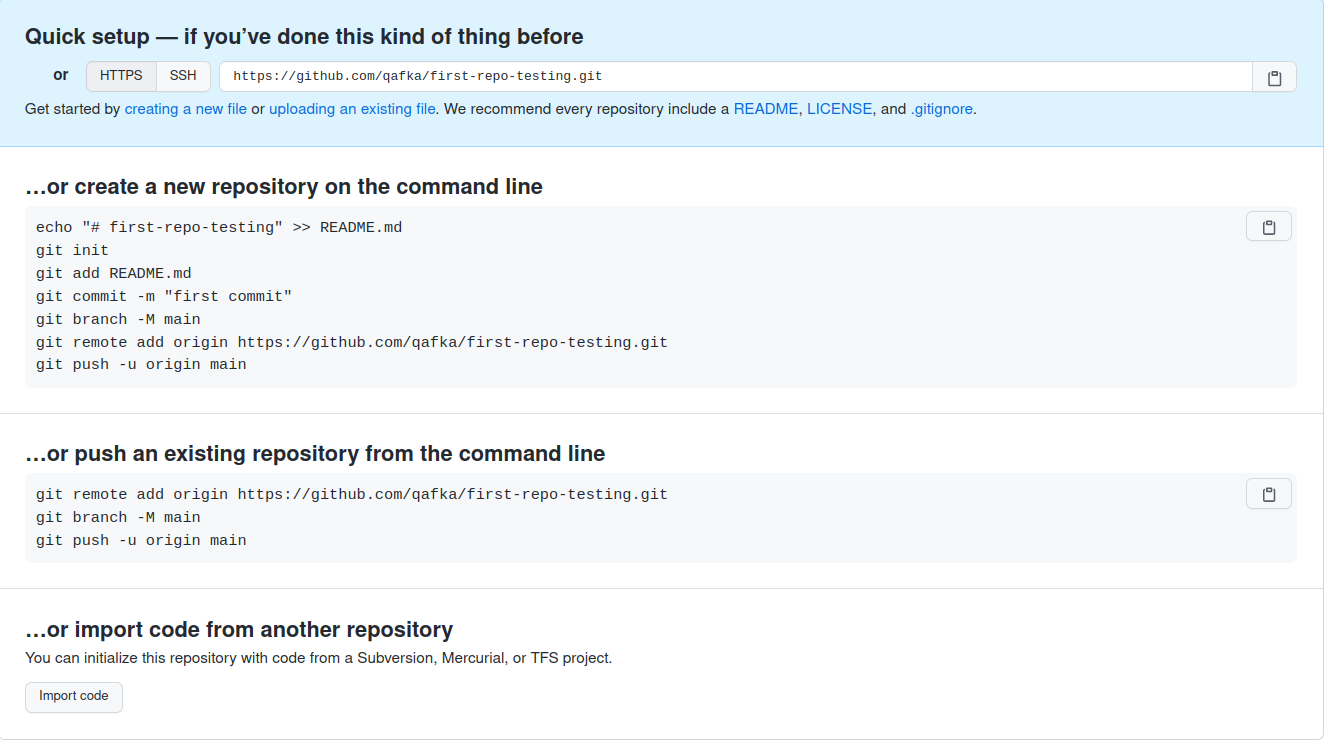 Quick setup — if you’ve done this kind of thing before
or HTTPS SSH https://github.com/qafka/first-repo-testing.git
Get started by creating a new file or uploading an existing file. We recommend every repository include a README, LICENSE, and .gitignore.
…or create a new repository on the command line
echo "# first-repo-testing" >> README.md
git init
git add README.md
git commit -m "first commit"
git branch -M main
git remote add origin https://github.com/qafka/first-repo-testing.git
git push -u origin main
…or push an existing repository from the command line
git remote add origin https://github.com/qafka/first-repo-testing.git
git branch -M main
git push -u origin main
…or import code from another repository
You can initialize this repository with code from a Subversion, Mercurial, or TFS project.
Import code